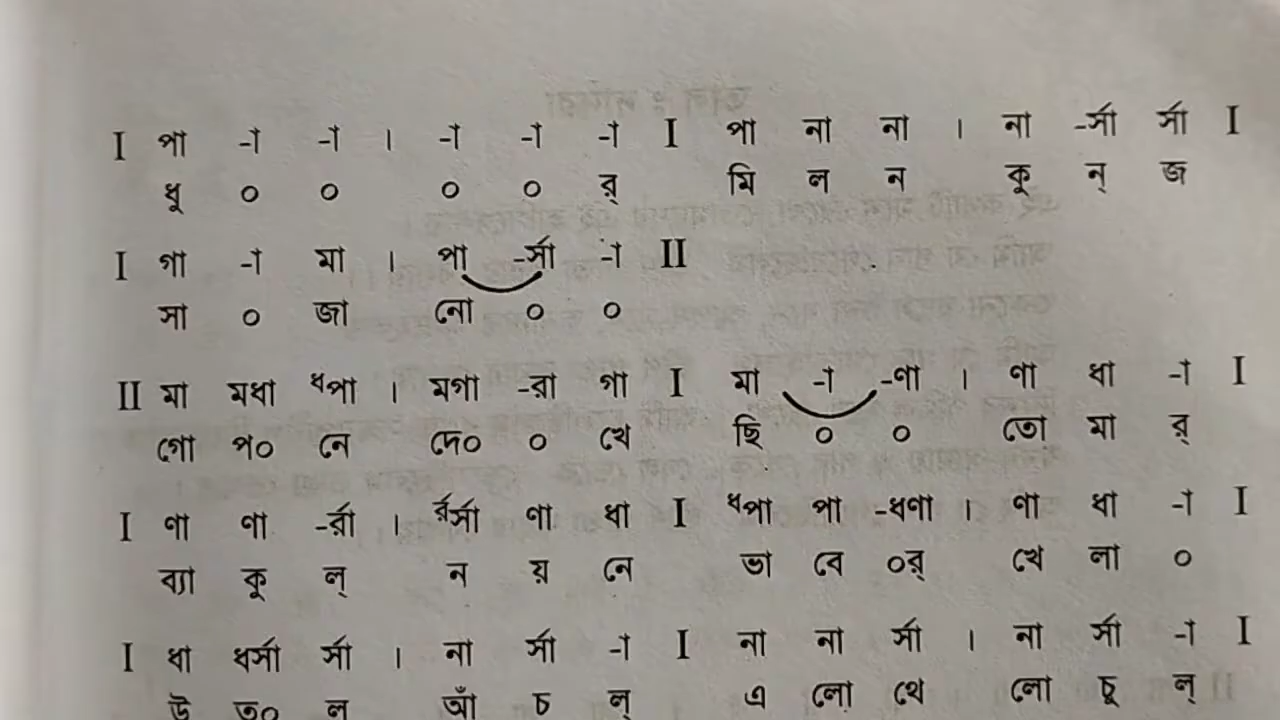 I পা -া -া । -া -া -া I পা না না । না -র্সা র্সা I
ধু ০ ০ ০ ০ র্ মি ল ন কু ন্ জ
I গা -া মা । পা -র্সা -া II
সা ০ জা নো ০ ০
II মা মধা ধপা । মগা -রা গা I মা -া -ণা । ণা ধা -া I
গো প০ নে দে০ ০ খে ছি ০ ০ তো মা র্
I ণা ণা -র্রা । র্রর্সা ণা ধা I ধপা পা -ধণা । ণা ধা -া I
ব্যা কু ল্ ন য় নে ভা বে ০র্ খে লা ০
I ধা ধর্সা র্সা । না র্সা -া I না না র্সা । না র্সা -া I
উ ত০ ল আঁ চ ল্ এ লো থে লো চু ল্